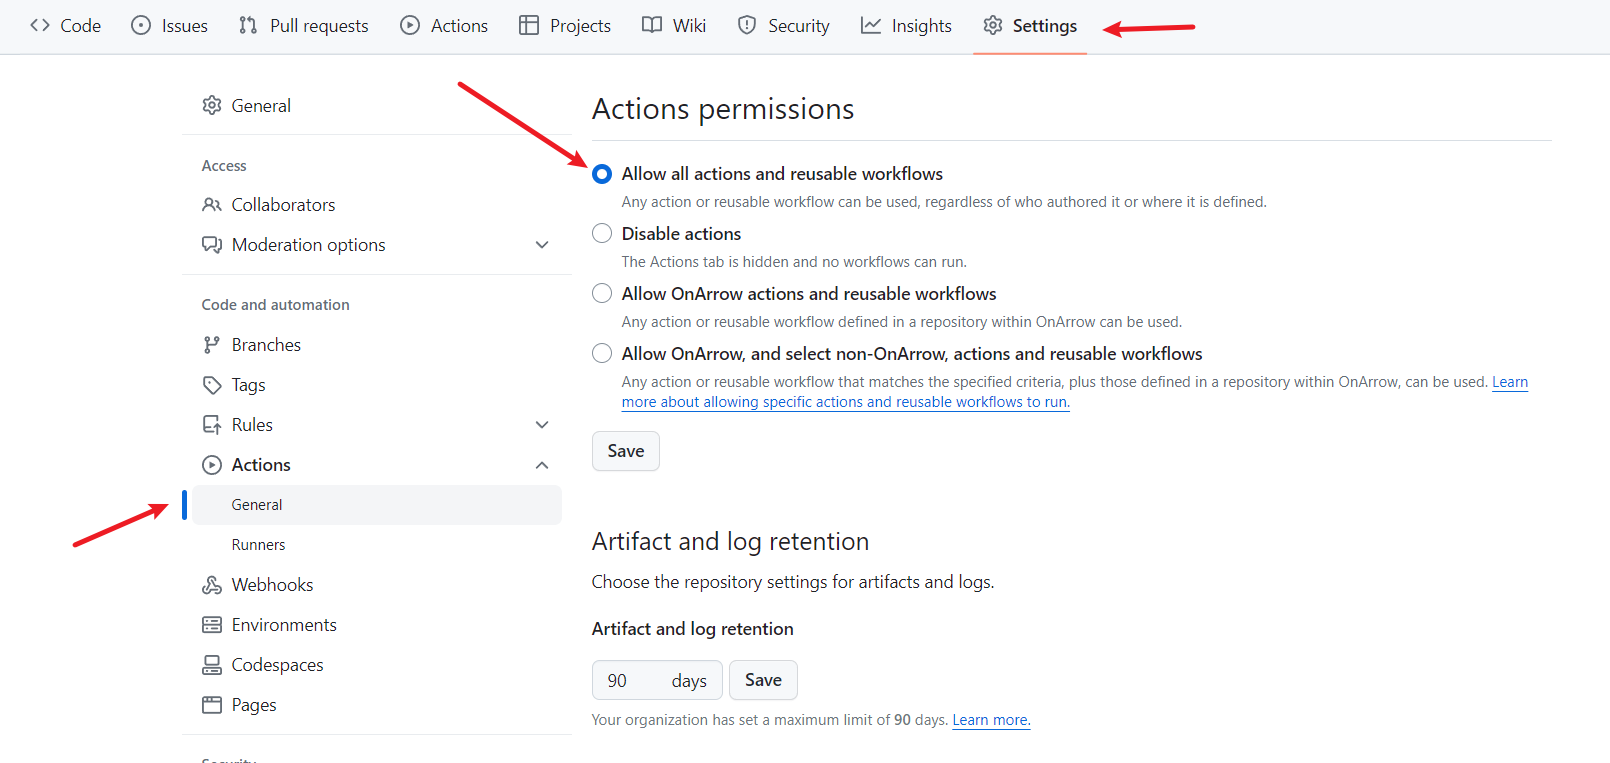 Code
Issues
Pull requests
Actions
Projects
Wiki
Security
Insights
Settings
General
Access
Collaborators
Moderation options
Code and automation
Branches
Tags
Rules
Actions
General
Runners
Webhooks
Environments
Codespaces
Pages
Security
Actions permissions
Allow all actions and reusable workflows
Any action or reusable workflow can be used, regardless of who authored it or where it is defined.
Disable actions
The Actions tab is hidden and no workflows can run.
Allow OnArrow actions and reusable workflows
Any action or reusable workflow defined in a repository within OnArrow can be used.
Allow OnArrow, and select non-OnArrow, actions and reusable workflows
Any action or reusable workflow that matches the specified criteria, plus those defined in a repository within OnArrow, can be used. Learn
more about allowing specific actions and reusable workflows to run.
Save
Artifact and log retention
Choose the repository settings for artifacts and logs.
Artifact and log retention
90 days
Save
Your organization has set a maximum limit of 90 days. Learn more.